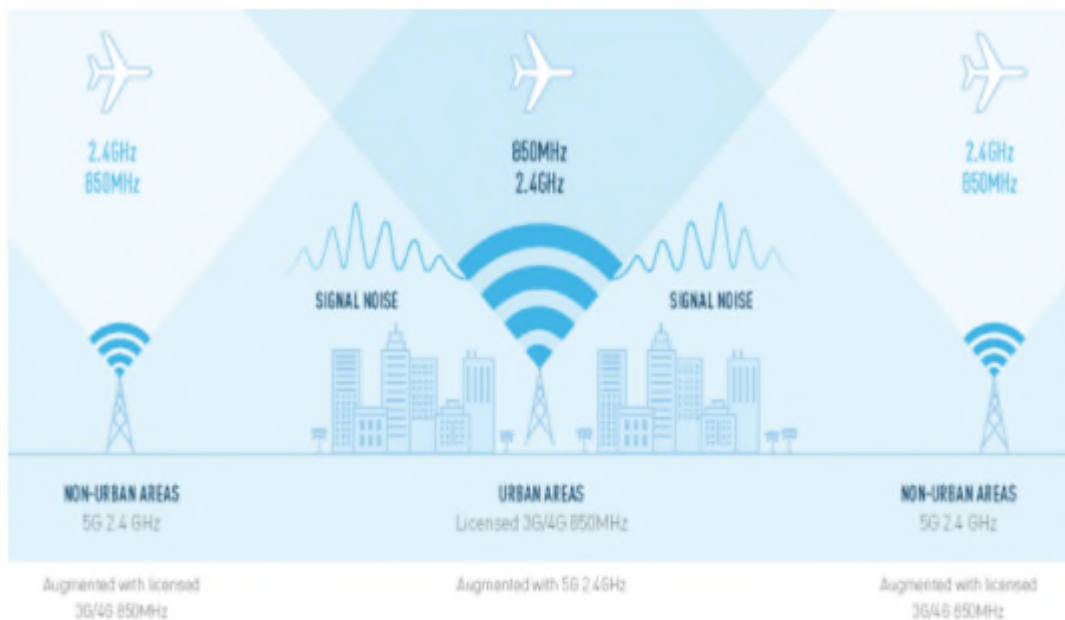 2.4GHz
850MHz
850MHz
2.4GHz
2.4GHz
850MHz
SIGNAL NOISE
SIGNAL NOISE
NON-URBAN AREAS
5G 2.4 GHz
URBAN AREAS
Licensed 3G/4G 850MHz
NON-URBAN AREAS
5G 2.4 GHz
Augmented with licensed
3G/4G 850MHz
Augmented with 5G 2.4GHz
Augmented with licensed
3G/4G 850MHz